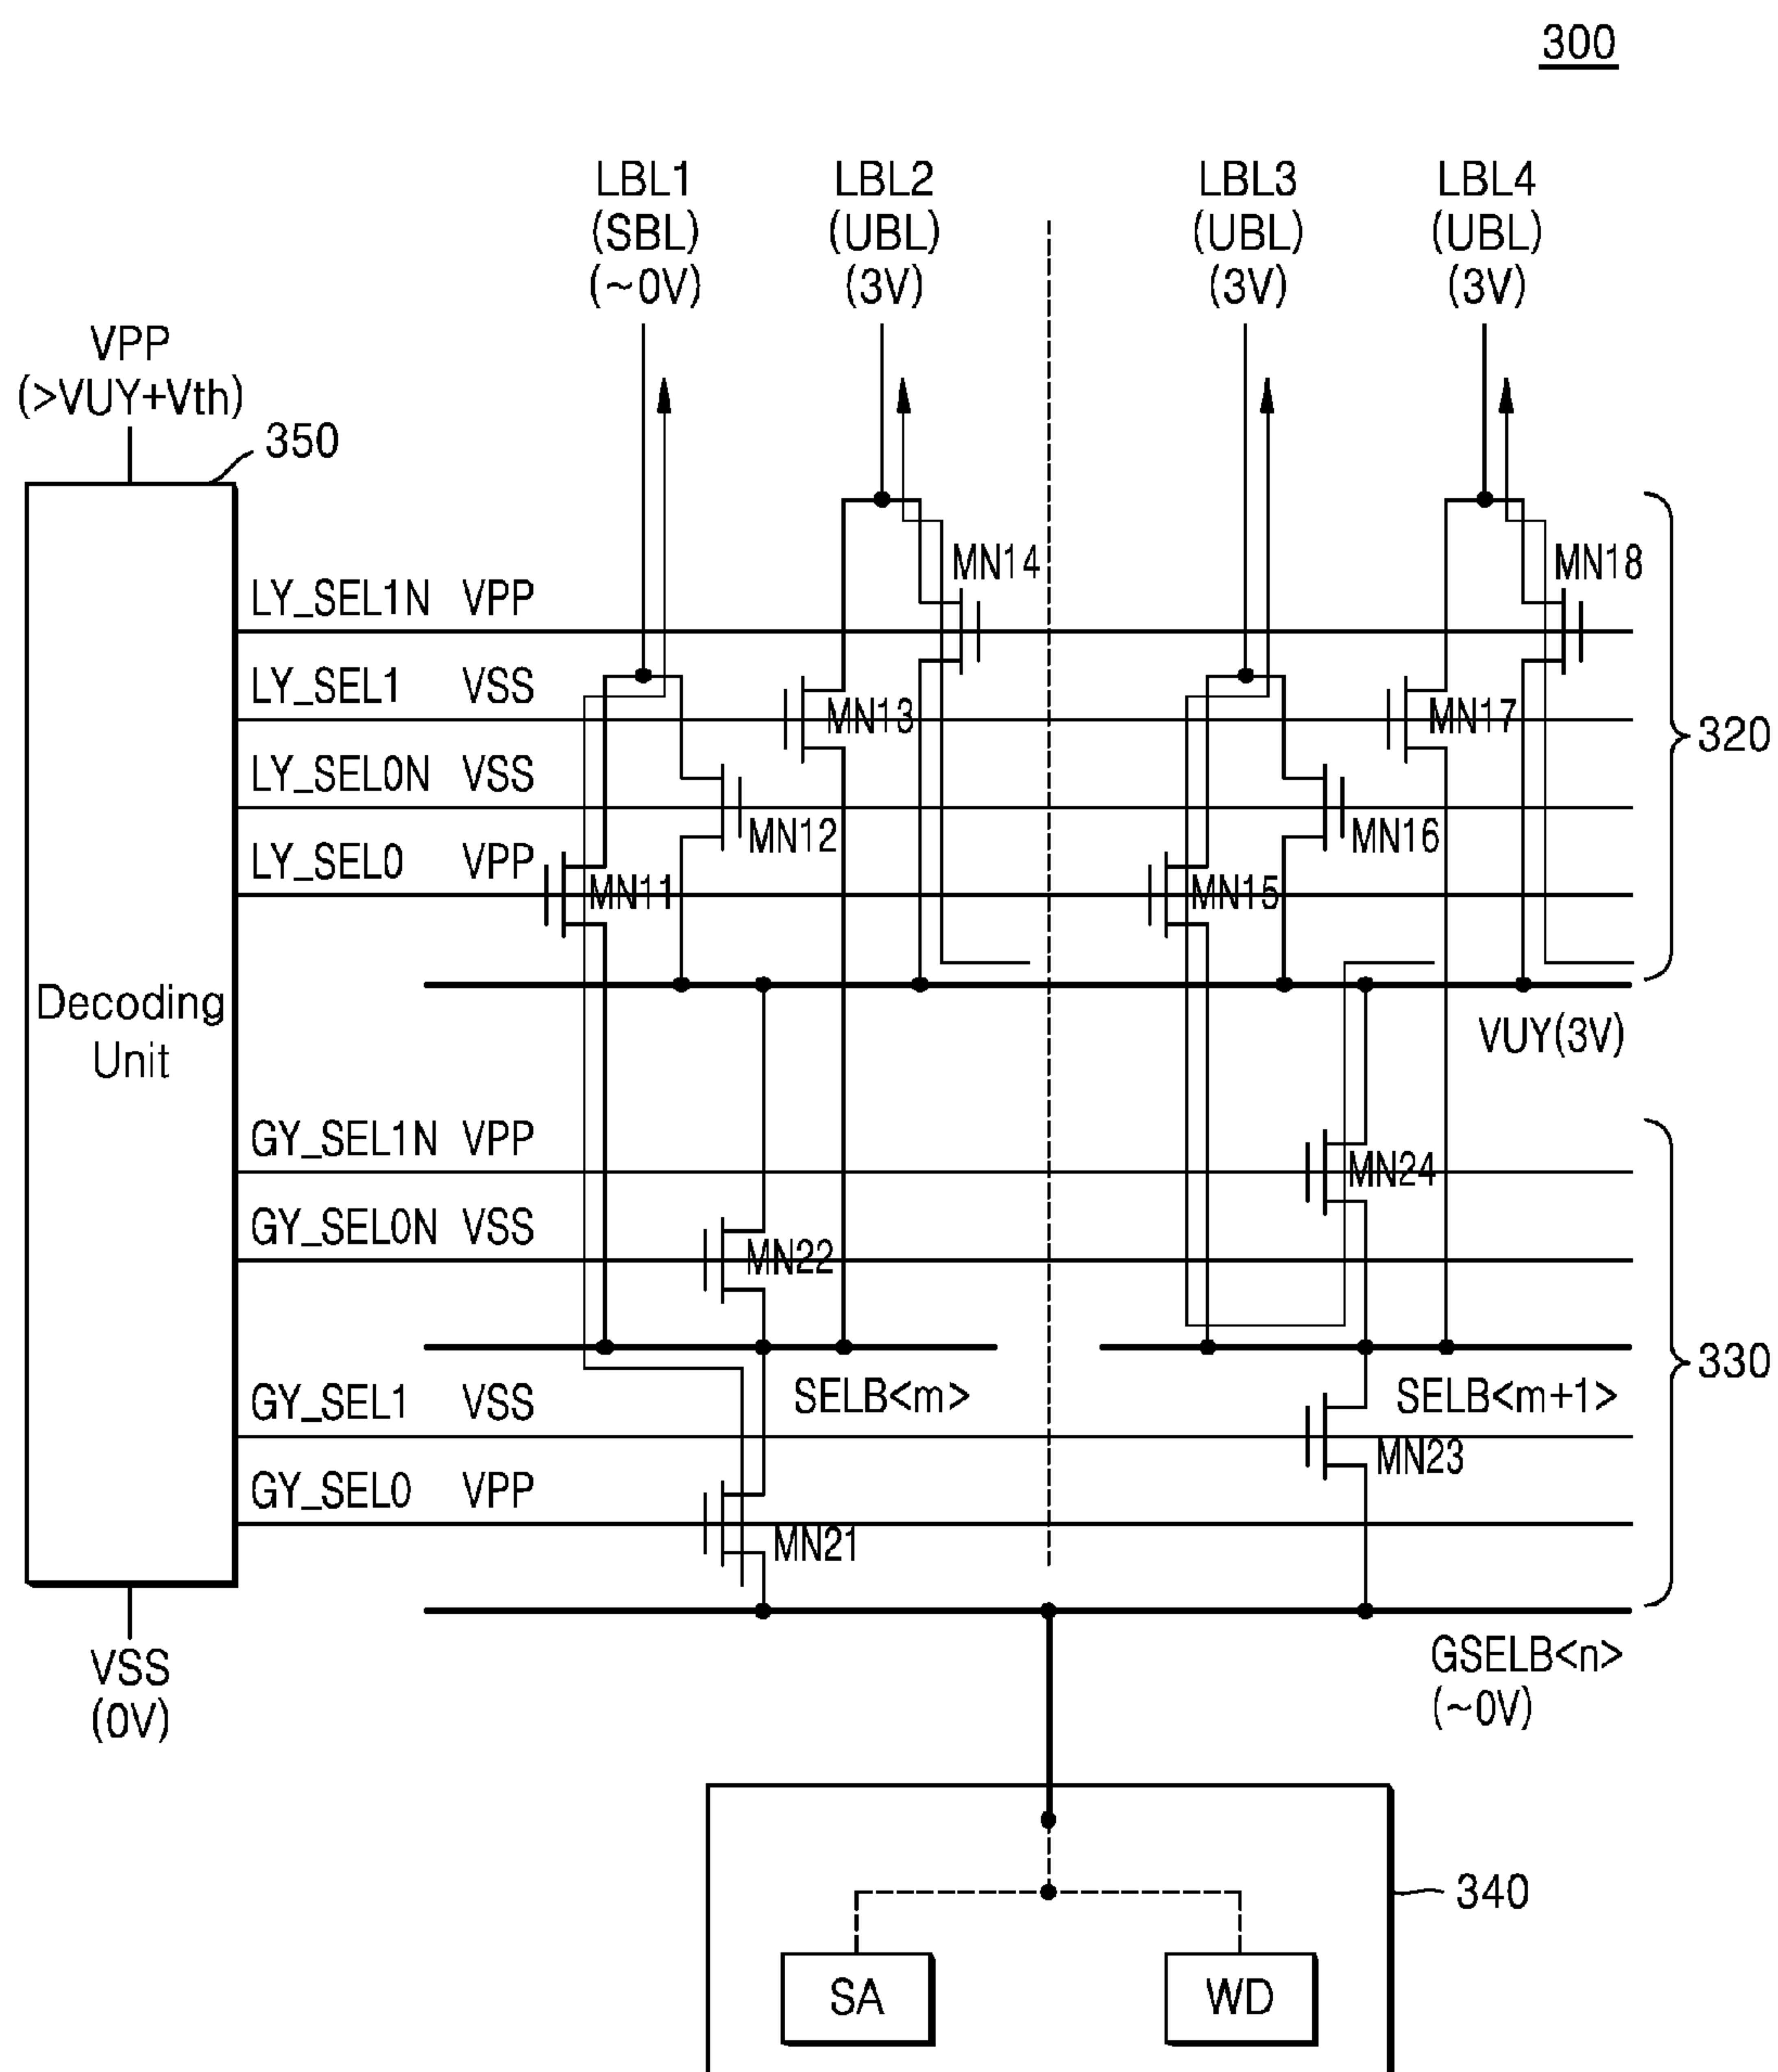 300
LBL1
(SBL)
(~0V)
LBL2
(UBL)
(3V)
LBL3
(UBL)
(3V)
LBL4
(UBL)
(3V)
VPP
(>VUY+Vth)
350
MN14
MN18
LY_SEL1N VPP
LY_SEL1 VSS
MN13
MN17
320
LY_SEL0N VSS
MN12
MN16
LY_SEL0 VPP
MN11
MN15
Decoding
Unit
VUY(3V)
GY_SEL1N VPP
MN24
GY_SEL0N VSS
MN22
330
SELB<m>
SELB<m+1>
GY_SEL1 VSS
MN23
GY_SEL0 VPP
MN21
VSS
(0V)
GSELB<n>
(~0V)
340
SA
WD